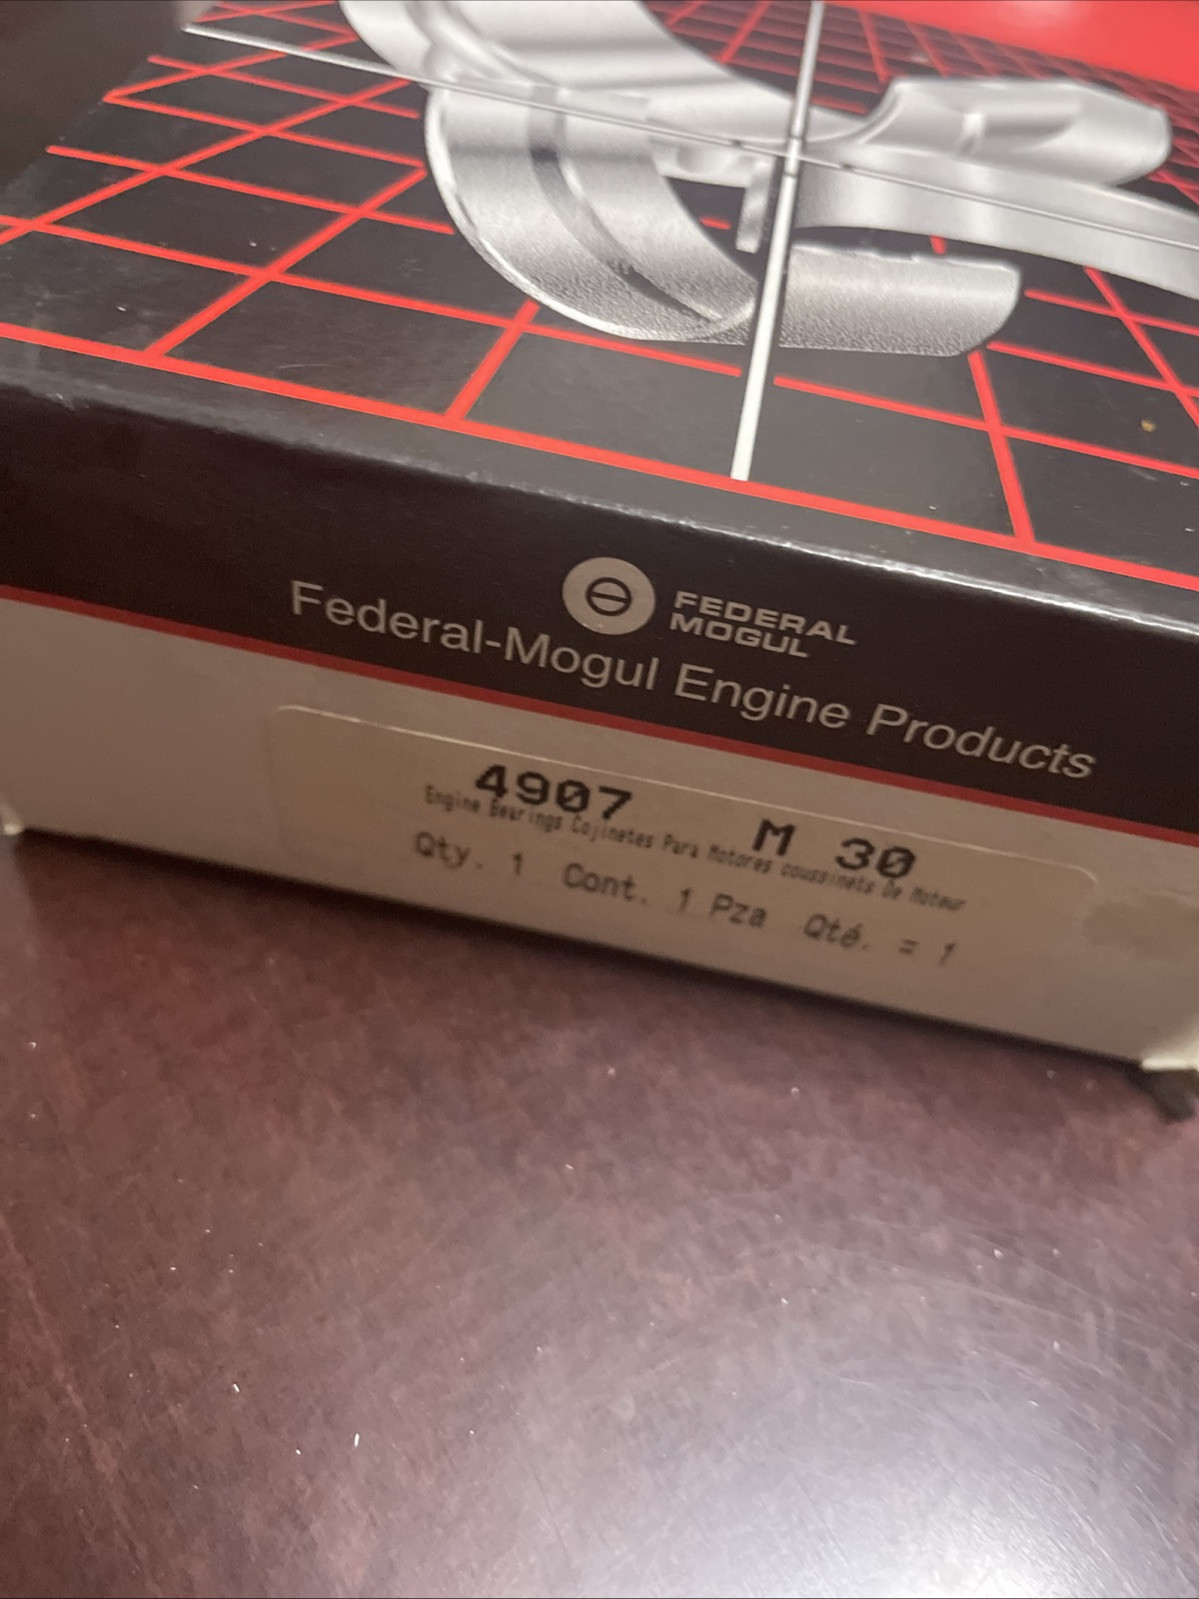 FEDERAL
MOGUL
Federal-Mogul Engine Products
4907 M 30
Engine Bearings Cojinetes Para Motores coussinets De Moteur
Qty. 1 Cont. 1 Pza Qté. = 1